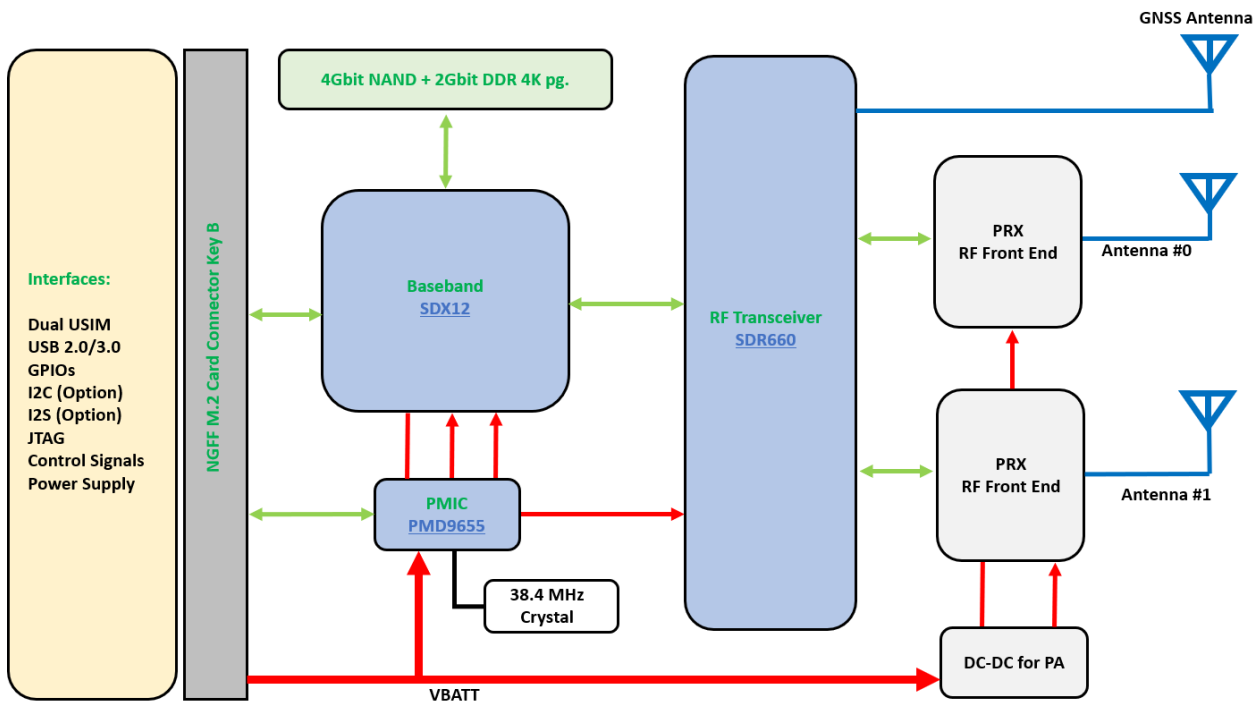 GNSS Antenna
4Gbit NAND + 2Gbit DDR 4K pg.
Interfaces:
Dual USIM
USB 2.0/3.0
GPIOs
I2C (Option)
I2S (Option)
JTAG
Control Signals
Power Supply
NGFF M.2 Card Connector Key B
Baseband
SDX12
RF Transceiver
SDR660
PRX
RF Front End
Antenna #0
PRX
RF Front End
Antenna #1
PMIC
PMD9655
38.4 MHz
Crystal
DC-DC for PA
VBATT